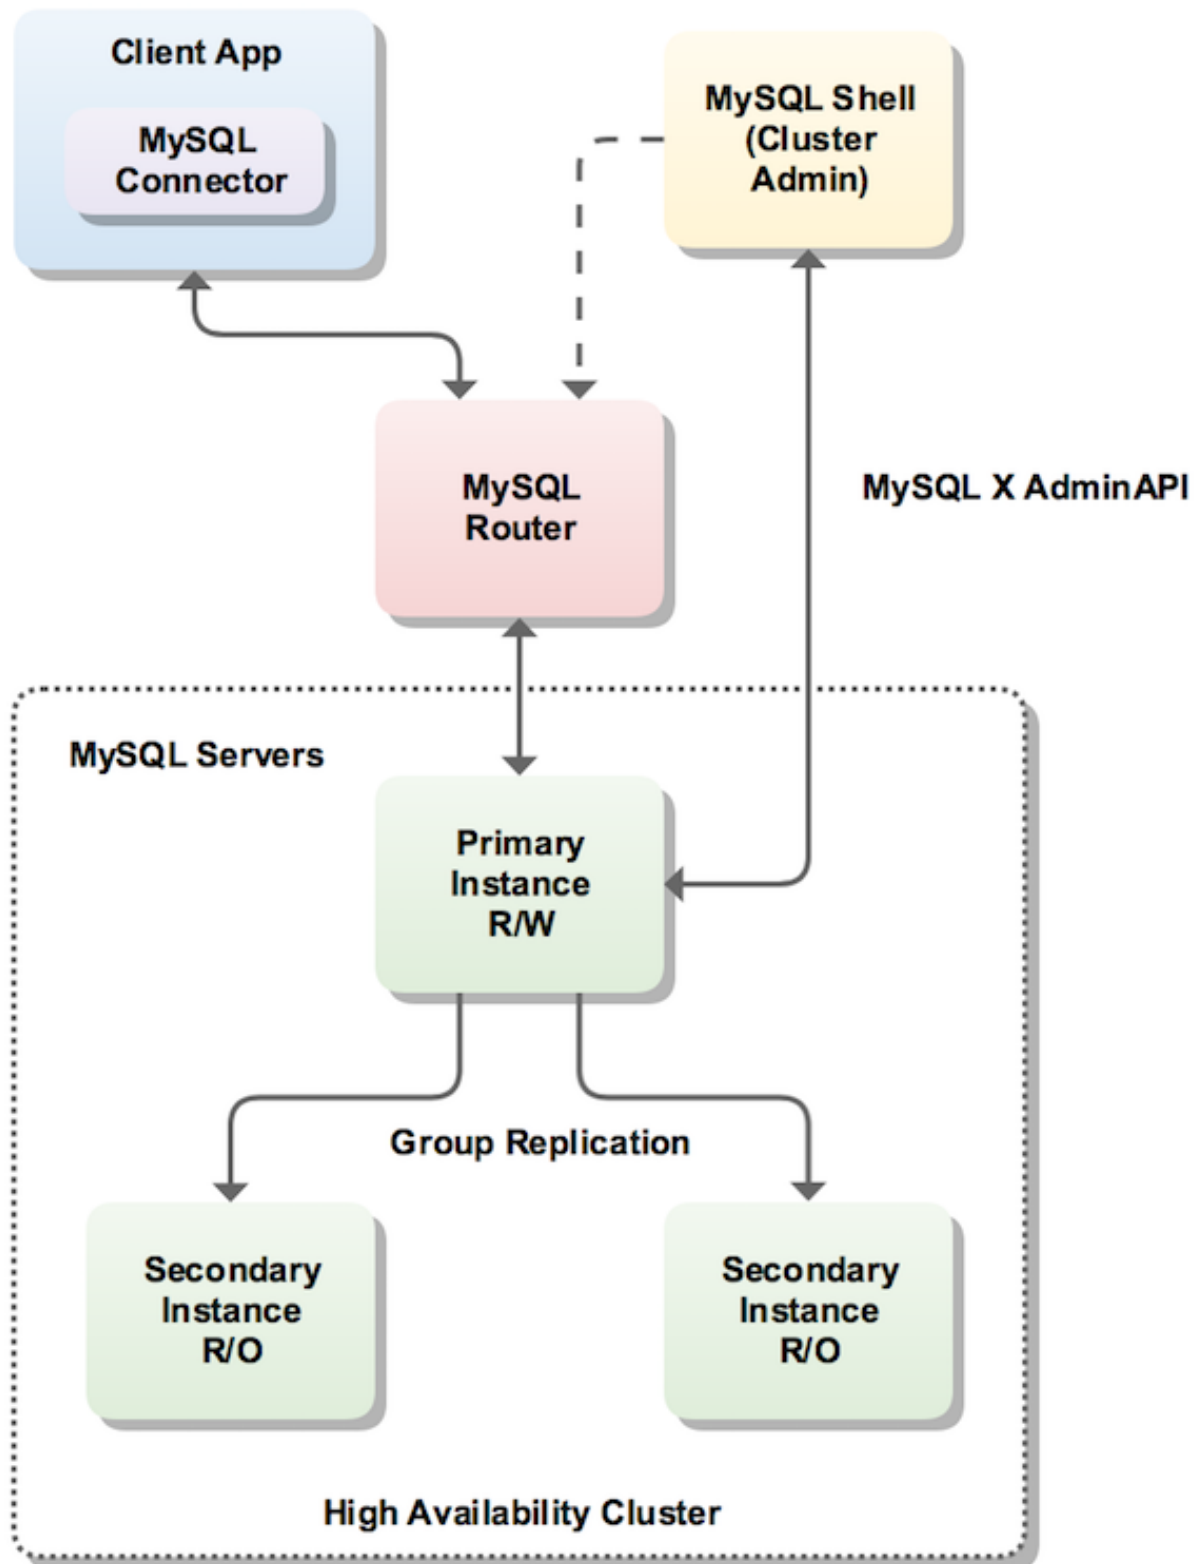 Client App
MySQL
Connector
MySQL Shell
(Cluster
Admin)
MySQL
Router
MySQL X AdminAPI
MySQL Servers
Primary
Instance
R/W
Group Replication
Secondary
Instance
R/O
Secondary
Instance
R/O
High Availability Cluster